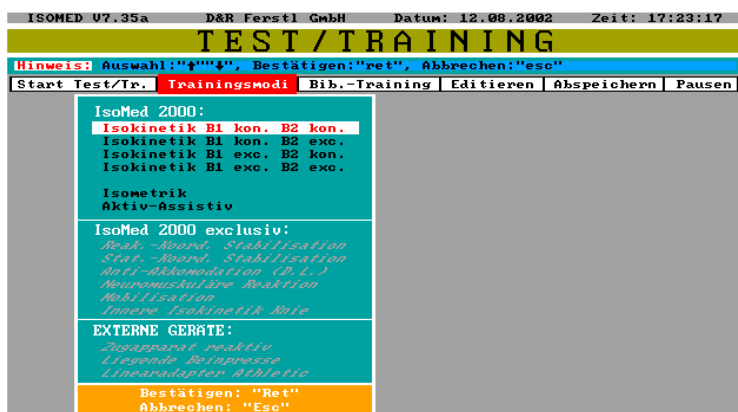 ISOMED V7.35a D&R Ferstl GmbH Datum: 12.08.2002 Zeit: 17:23:17
TEST/TRAINING
Hinweis: Auswahl:"↑""↓", Bestätigen:"ret", Abbrechen:"esc"
Start Test/Tr. Trainingsmodi Bib.-Training Editieren Abspeichern Pausen
IsoMed 2000:
Isokinetik B1 kon. B2 kon.
Isokinetik B1 kon. B2 exc.
Isokinetik B1 exc. B2 kon.
Isokinetik B1 exc. B2 exc.
Isometrik
Aktiv-Assistiv
IsoMed 2000 exclusiv:
Reak.-Koord. Stabilisation
Stat.-Koord. Stabilisation
Anti-Akkomodation (D.L.)
Neuromuskuläre Reaktion
Mobilisation
Innere Isokinetik Knie
EXTERNE GERÄTE:
Zugapparat reaktiv
Liegende Beinpresse
Linearadapter Athletic
Bestätigen: "Ret"
Abbrechen: "Esc"